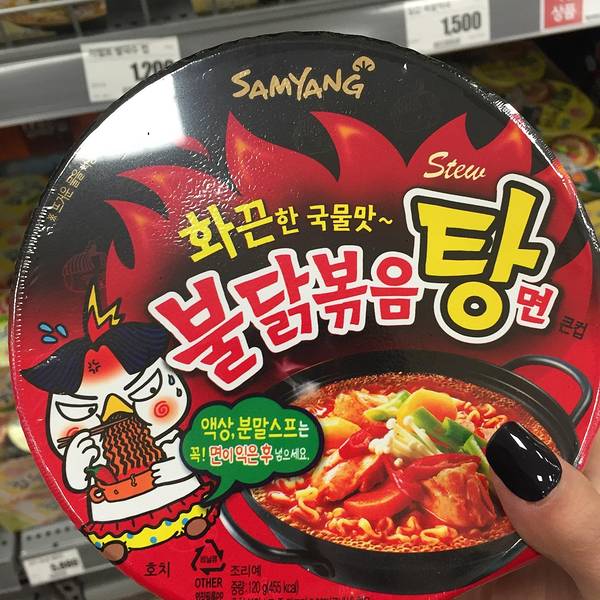 1,200
1,500
상품
SAMYANG
Stew
화끈한 국물맛~
불닭볶음탕면
큰컵
액상, 분말스프는
꼭! 면이 익은 후 넣으세요.
호치
OTHER
조리예
중량: 120 g(455 kcal)